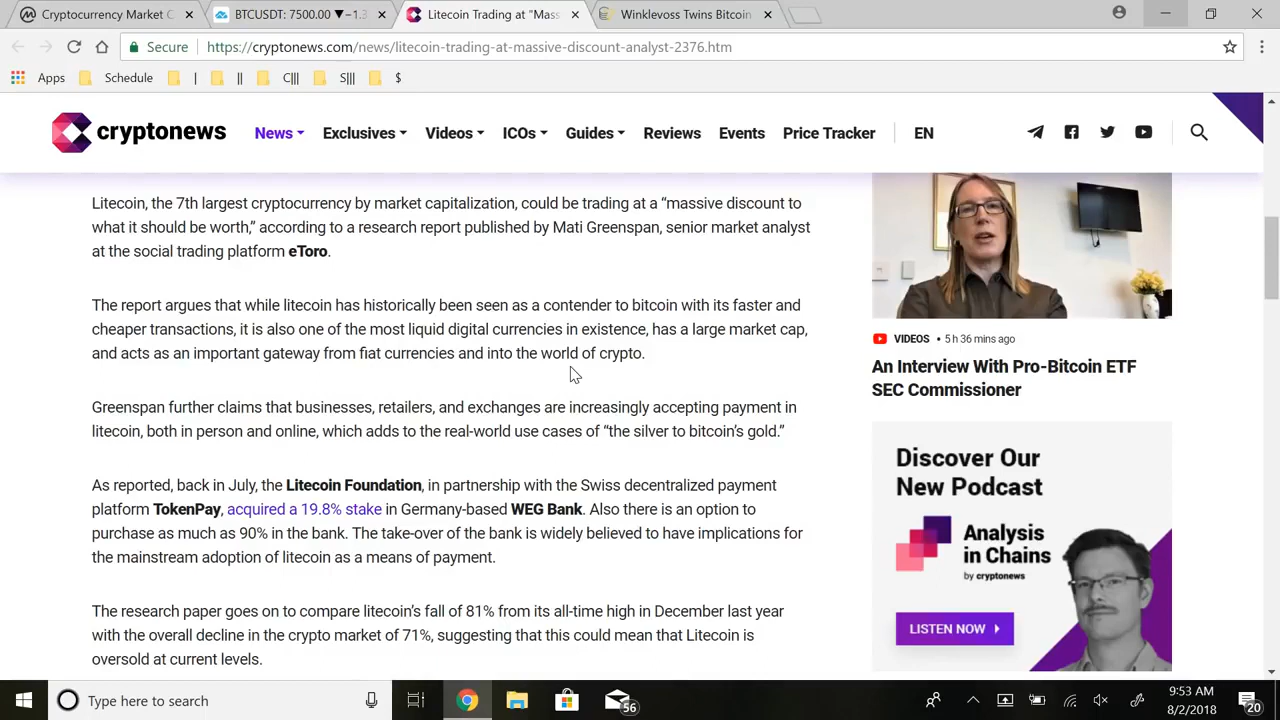 Cryptocurrency Market C
BTCUSDT: 7500.00 ▼−1.3
Litecoin Trading at "Mass
Winklevoss Twins Bitcoin
Secure
https://cryptonews.com/news/litecoin-trading-at-massive-discount-analyst-2376.htm
Apps Schedule | || C||| S||| $
cryptonews
News Exclusives Videos ICOs Guides Reviews Events Price Tracker EN
Litecoin, the 7th largest cryptocurrency by market capitalization, could be trading at a “massive discount to
what it should be worth,” according to a research report published by Mati Greenspan, senior market analyst
at the social trading platform eToro.
The report argues that while litecoin has historically been seen as a contender to bitcoin with its faster and
cheaper transactions, it is also one of the most liquid digital currencies in existence, has a large market cap,
and acts as an important gateway from fiat currencies and into the world of crypto.
Greenspan further claims that businesses, retailers, and exchanges are increasingly accepting payment in
litecoin, both in person and online, which adds to the real-world use cases of “the silver to bitcoin’s gold.”
As reported, back in July, the Litecoin Foundation, in partnership with the Swiss decentralized payment
platform TokenPay, acquired a 19.8% stake in Germany-based WEG Bank. Also there is an option to
purchase as much as 90% in the bank. The take-over of the bank is widely believed to have implications for
the mainstream adoption of litecoin as a means of payment.
The research paper goes on to compare litecoin’s fall of 81% from its all-time high in December last year
with the overall decline in the crypto market of 71%, suggesting that this could mean that Litecoin is
oversold at current levels.
VIDEOS • 5 h 36 mins ago
An Interview With Pro-Bitcoin ETF
SEC Commissioner
Discover Our
New Podcast
Analysis
in Chains
by cryptonews
LISTEN NOW
Type here to search
56
9:53 AM
8/2/2018
20